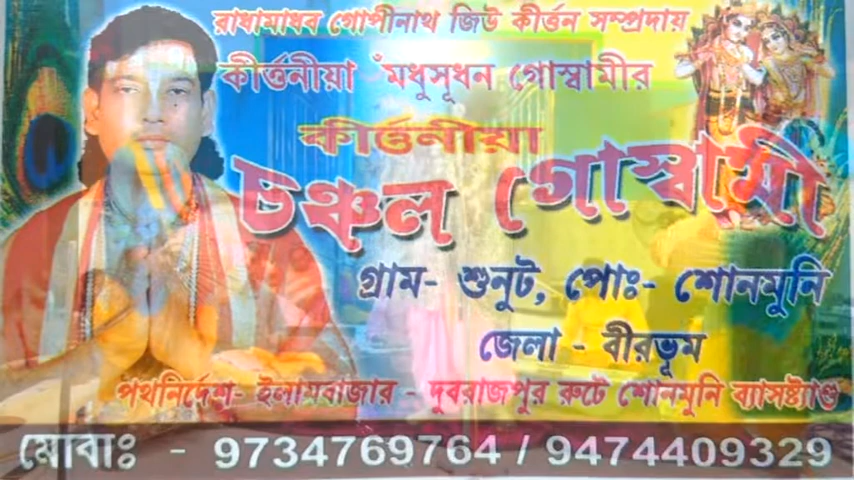 রাধামাধব গোপীনাথ জিউ কীর্ত্তন সম্প্রদায়
কীর্ত্তনীয়া ঁমধুসূধন গোস্বামীর
কীর্ত্তনীয়া
চঞ্চল গোস্বামী
গ্রাম- শুনুট, পোঃ- শোনমুনি
জেলা - বীরভূম
পথনির্দেশ- ইলামবাজার - দুবরাজপুর রুটে শোনমুনি ব্যাসষ্ট্যাণ্ড
মোবাঃ - 9734769764 / 9474409329